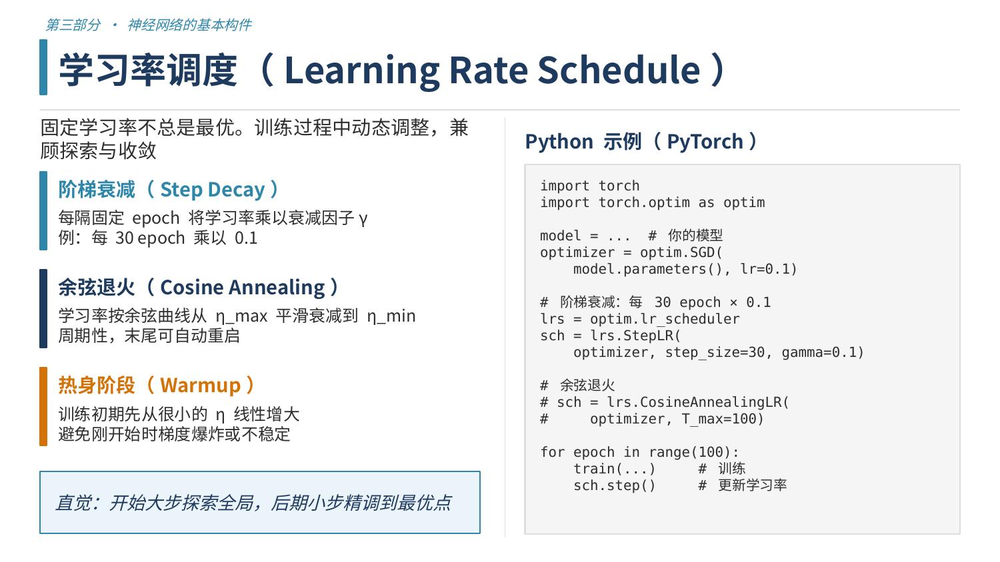 第三部分 · 神经网络的基本构件
学习率调度（Learning Rate Schedule）
固定学习率不总是最优。训练过程中动态调整，兼
顾探索与收敛
阶梯衰减（Step Decay）
每隔固定 epoch 将学习率乘以衰减因子 γ
例：每 30 epoch 乘以 0.1
余弦退火（Cosine Annealing）
学习率按余弦曲线从 η_max 平滑衰减到 η_min
周期性，末尾可自动重启
热身阶段（Warmup）
训练初期先从很小的 η 线性增大
避免刚开始时梯度爆炸或不稳定
直觉：开始大步探索全局，后期小步精调到最优点
Python 示例（PyTorch）
import torch
import torch.optim as optim
model = ...  # 你的模型
optimizer = optim.SGD(
    model.parameters(), lr=0.1)
# 阶梯衰减：每 30 epoch × 0.1
lrs = optim.lr_scheduler
sch = lrs.StepLR(
    optimizer, step_size=30, gamma=0.1)
# 余弦退火
# sch = lrs.CosineAnnealingLR(
#     optimizer, T_max=100)
for epoch in range(100):
    train(...)     # 训练
    sch.step()     # 更新学习率